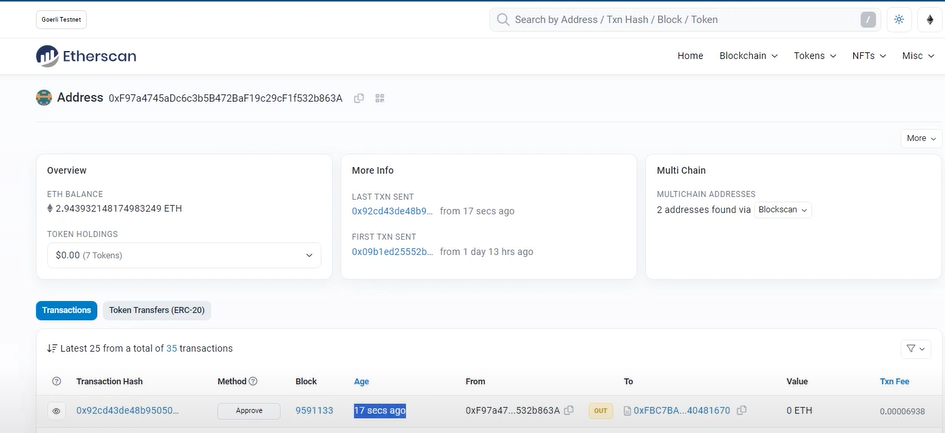 Goerli Testnet
Search by Address / Txn Hash / Block / Token /
Etherscan
Home Blockchain Tokens NFTs Misc
Address 0xF97a4745aDc6c3b5B472BaF19c29cF1f532b863A
More
Overview
ETH BALANCE
2.943932148174983249 ETH
TOKEN HOLDINGS
$0.00 (7 Tokens)
More Info
LAST TXN SENT
0x92cd43de48b9... from 17 secs ago
FIRST TXN SENT
0x09b1ed25552b... from 1 day 13 hrs ago
Multi Chain
MULTICHAIN ADDRESSES
2 addresses found via Blockscan
Transactions Token Transfers (ERC-20)
Latest 25 from a total of 35 transactions
Transaction Hash Method Block Age From To Value Txn Fee
0x92cd43de48b95050... Approve 9591133 17 secs ago 0xF97a47...532b863A OUT 0xFBC7BA...40481670 0 ETH 0.00006938